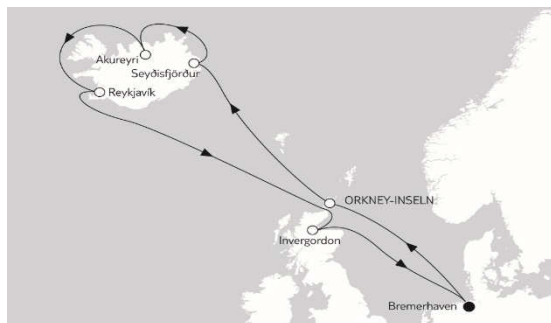 Akureyri
Seyðisfjörður
Reykjavík
ORKNEY-INSELN
Invergordon
Bremerhaven